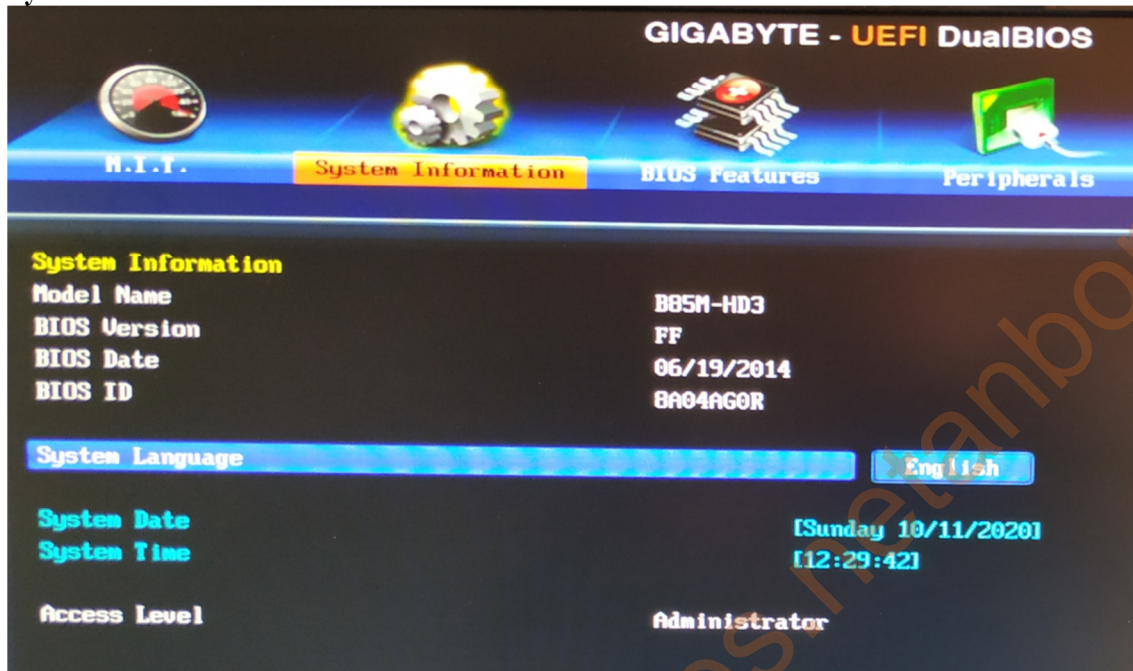 GIGABYTE - UEFI DualBIOS
M.I.T. System Information BIOS Features Peripherals
System Information
Model Name B85M-HD3
BIOS Version FF
BIOS Date 06/19/2014
BIOS ID 8A04AG0R
System Language English
System Date [Sunday 10/11/2020]
System Time [12:29:42]
Access Level Administrator